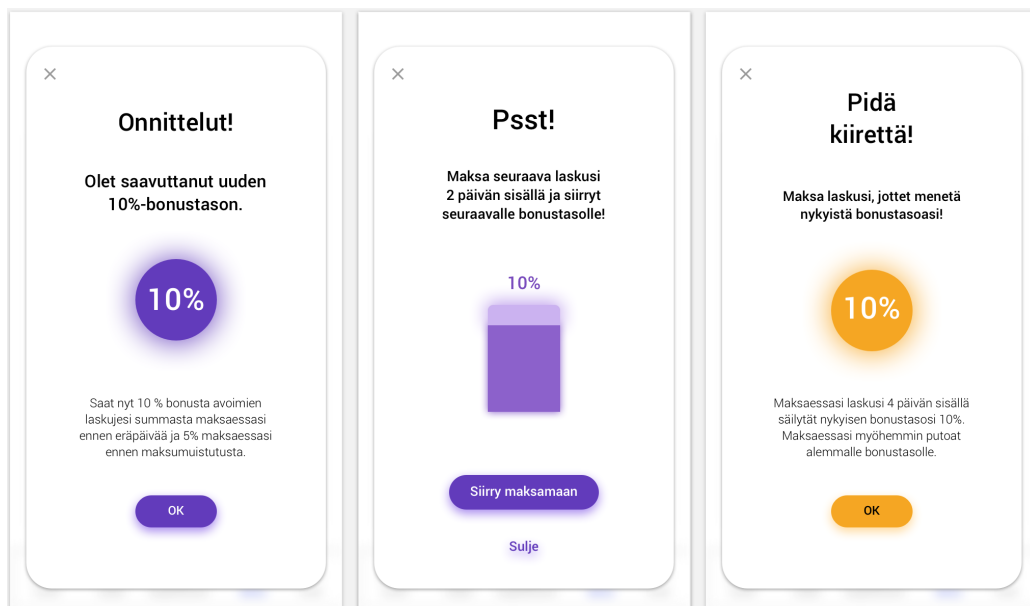 Onnittelut!
Olet saavuttanut uuden
10%-bonustason.
10%
Saat nyt 10 % bonusta avoimien
laskujesi summasta maksaessasi
ennen eräpäivää ja 5% maksaessasi
ennen maksumuistutusta.
OK
Psst!
Maksa seuraava laskusi
2 päivän sisällä ja siirryt
seuraavalle bonustasolle!
10%
Siirry maksamaan
Sulje
Pidä
kiirettä!
Maksa laskusi, jottet menetä
nykyistä bonustasoasi!
10%
Maksaessasi laskusi 4 päivän sisällä
säilytät nykyisen bonustasosi 10%.
Maksaessasi myöhemmin putoat
alemmalle bonustasolle.
OK